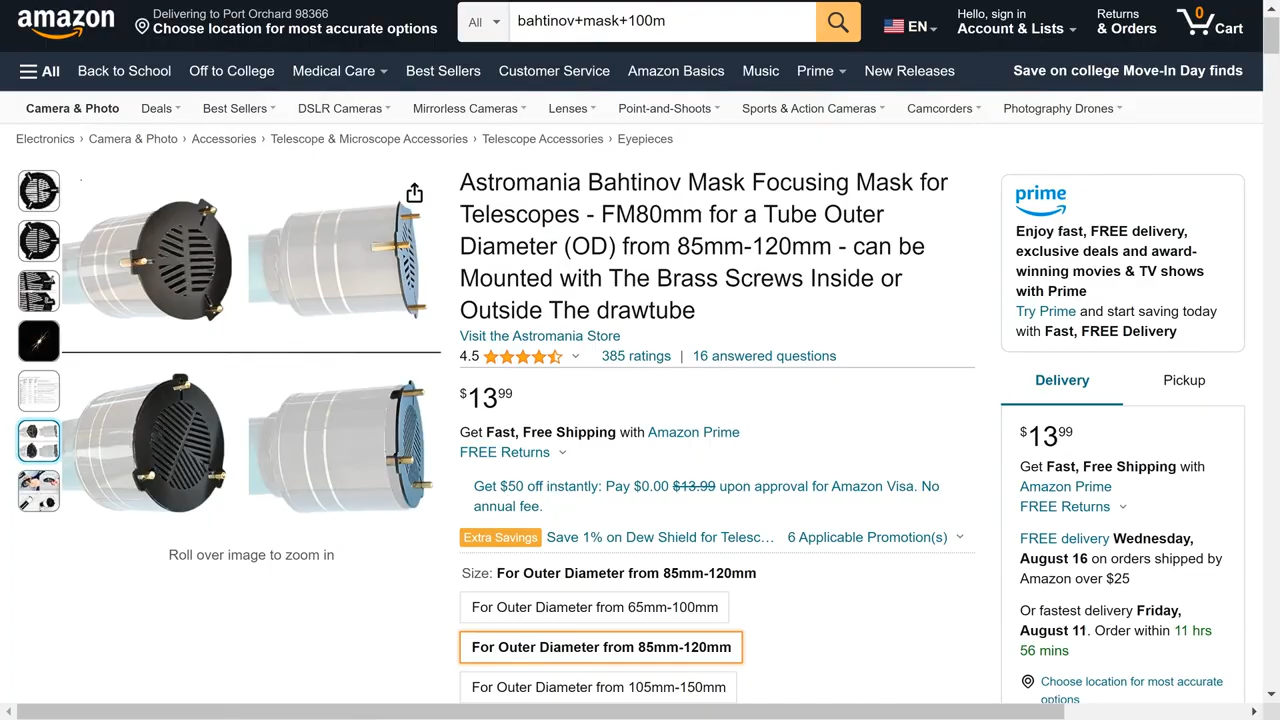 amazon
Delivering to Port Orchard 98366
Choose location for most accurate options
All
bahtinov+mask+100m
EN
Hello, sign in
Account & Lists
Returns
& Orders
0
Cart
All
Back to School
Off to College
Medical Care
Best Sellers
Customer Service
Amazon Basics
Music
Prime
New Releases
Save on college Move-In Day finds
Camera & Photo
Deals
Best Sellers
DSLR Cameras
Mirrorless Cameras
Lenses
Point-and-Shoots
Sports & Action Cameras
Camcorders
Photography Drones
Electronics › Camera & Photo › Accessories › Telescope & Microscope Accessories › Telescope Accessories › Eyepieces
Roll over image to zoom in
Astromania Bahtinov Mask Focusing Mask for
Telescopes - FM80mm for a Tube Outer
Diameter (OD) from 85mm-120mm - can be
Mounted with The Brass Screws Inside or
Outside The drawtube
Visit the Astromania Store
4.5
385 ratings | 16 answered questions
$13 99
Get Fast, Free Shipping with Amazon Prime
FREE Returns
Get $50 off instantly: Pay $0.00 $13.99 upon approval for Amazon Visa. No
annual fee.
Extra Savings Save 1% on Dew Shield for Telesc… 6 Applicable Promotion(s)
Size: For Outer Diameter from 85mm-120mm
For Outer Diameter from 65mm-100mm
For Outer Diameter from 85mm-120mm
For Outer Diameter from 105mm-150mm
prime
Enjoy fast, FREE delivery,
exclusive deals and award-
winning movies & TV shows
with Prime
Try Prime and start saving today
with Fast, FREE Delivery
Delivery
Pickup
$13 99
Get Fast, Free Shipping with
Amazon Prime
FREE Returns
FREE delivery Wednesday,
August 16 on orders shipped by
Amazon over $25
Or fastest delivery Friday,
August 11. Order within 11 hrs
56 mins
Choose location for most accurate
options